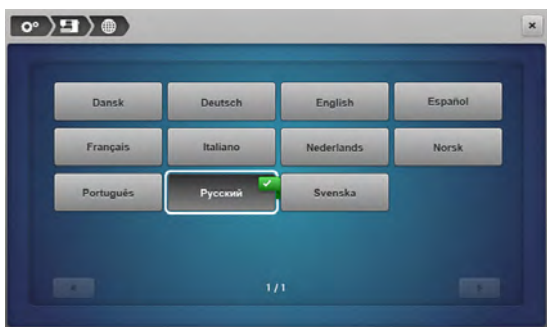 Dansk Deutsch English Español
Français Italiano Nederlands Norsk
Português Русский Svenska
1 / 1